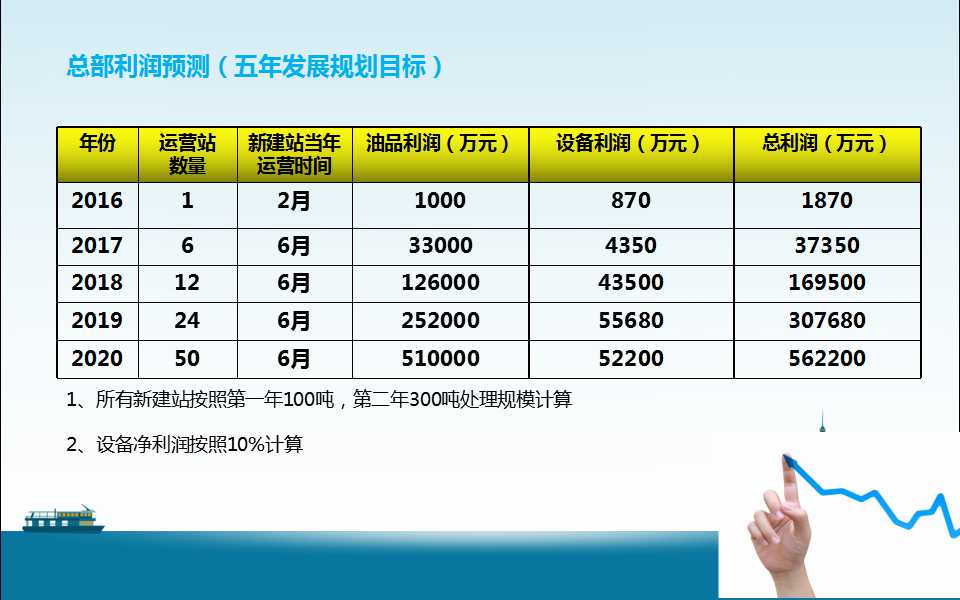 总部利润预测（五年发展规划目标）
年份 运营站数量 新建站当年运营时间 油品利润（万元） 设备利润（万元） 总利润（万元）
2016 1 2月 1000 870 1870
2017 6 6月 33000 4350 37350
2018 12 6月 126000 43500 169500
2019 24 6月 252000 55680 307680
2020 50 6月 510000 52200 562200
1、所有新建站按照第一年100吨，第二年300吨处理规模计算
2、设备净利润按照10%计算